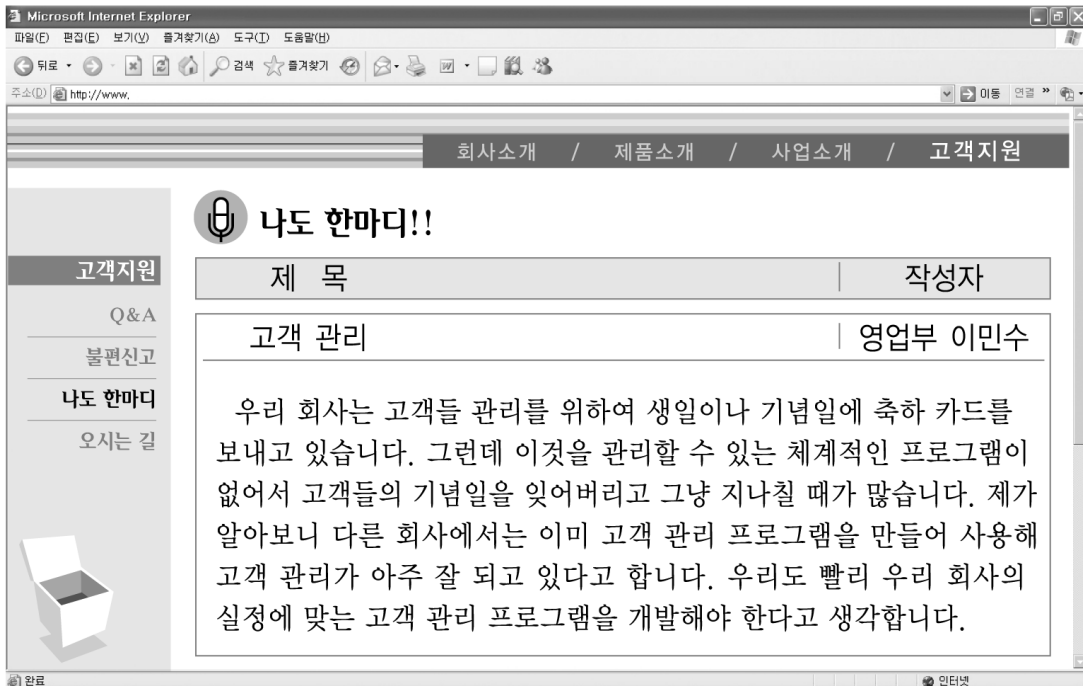 Microsoft Internet Explorer
파일(F) 편집(E) 보기(V) 즐겨찾기(A) 도구(T) 도움말(H)
뒤로 검색 즐겨찾기
주소(D) http://www. 이동 연결 »
회사소개 / 제품소개 / 사업소개 / 고객지원
나도 한마디!!
고객지원
Q&A
불편신고
나도 한마디
오시는 길
제 목 작성자
고객 관리 영업부 이민수
우리 회사는 고객들 관리를 위하여 생일이나 기념일에 축하 카드를
보내고 있습니다. 그런데 이것을 관리할 수 있는 체계적인 프로그램이
없어서 고객들의 기념일을 잊어버리고 그냥 지나칠 때가 많습니다. 제가
알아보니 다른 회사에서는 이미 고객 관리 프로그램을 만들어 사용해
고객 관리가 아주 잘 되고 있다고 합니다. 우리도 빨리 우리 회사의
실정에 맞는 고객 관리 프로그램을 개발해야 한다고 생각합니다.
완료 인터넷